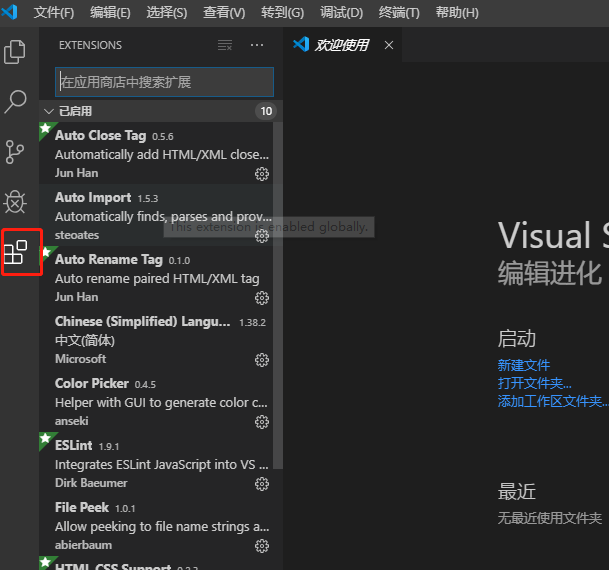 文件(F) 编辑(E) 选择(S) 查看(V) 转到(G) 调试(D) 终端(T) 帮助(H)
EXTENSIONS
欢迎使用
在应用商店中搜索扩展
已启用 10
Auto Close Tag 0.5.6
Automatically add HTML/XML close...
Jun Han
Auto Import 1.5.3
Automatically finds, parses and prov...
This extension is enabled globally.
steoates
Auto Rename Tag 0.1.0
Auto rename paired HTML/XML tag
Jun Han
Chinese (Simplified) Langu... 1.38.2
中文(简体)
Microsoft
Color Picker 0.4.5
Helper with GUI to generate color c...
anseki
ESLint 1.9.1
Integrates ESLint JavaScript into VS ...
Dirk Baeumer
File Peek 1.0.1
Allow peeking to file name strings a...
abierbaum
HTML CSS Support
Visual S
编辑进化
启动
新建文件
打开文件夹...
添加工作区文件夹...
最近
无最近使用文件夹